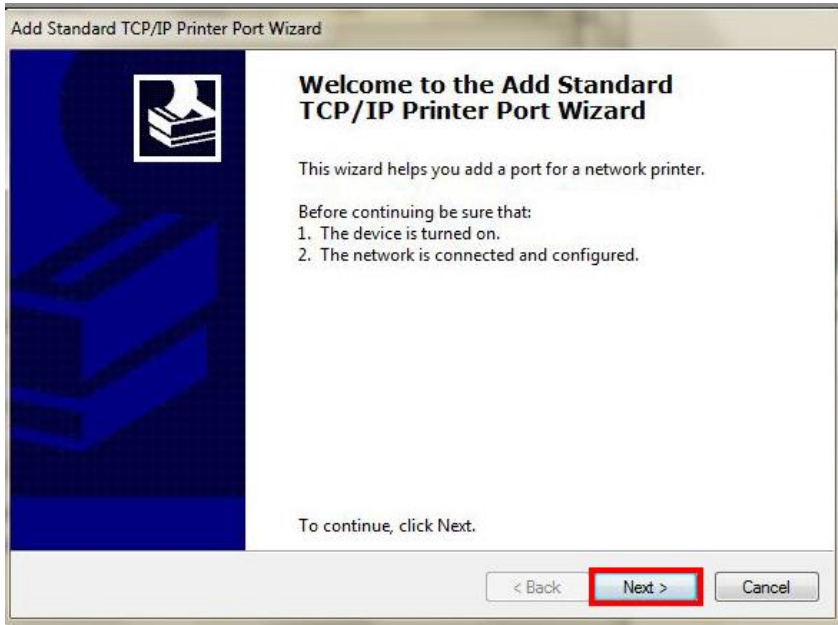 Add Standard TCP/IP Printer Port Wizard
Welcome to the Add Standard
TCP/IP Printer Port Wizard
This wizard helps you add a port for a network printer.
Before continuing be sure that:
1. The device is turned on.
2. The network is connected and configured.
To continue, click Next.
< Back
Next >
Cancel